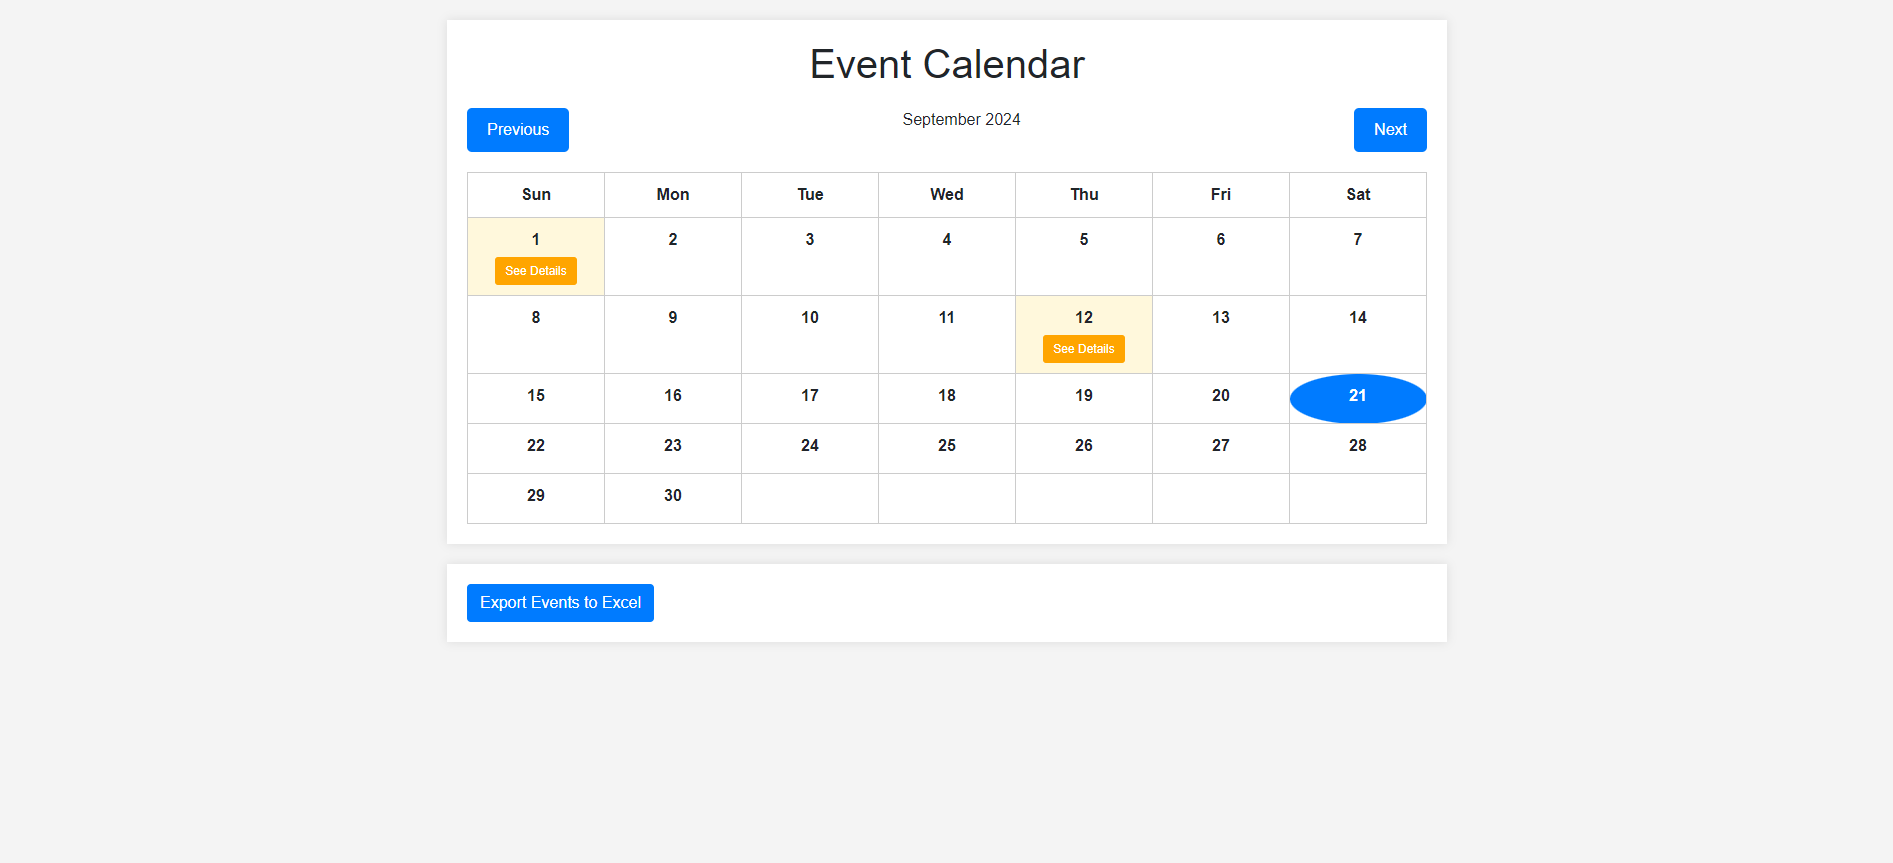 Event Calendar
Previous September 2024 Next
Sun Mon Tue Wed Thu Fri Sat
1 2 3 4 5 6 7
See Details
8 9 10 11 12 13 14
See Details
15 16 17 18 19 20 21
22 23 24 25 26 27 28
29 30
Export Events to Excel